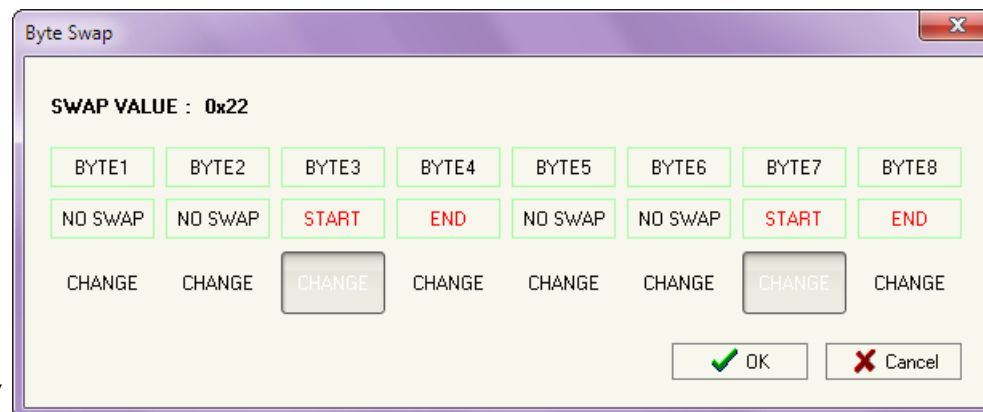 Byte Swap
SWAP VALUE : 0x22
BYTE1 BYTE2 BYTE3 BYTE4 BYTE5 BYTE6 BYTE7 BYTE8
NO SWAP NO SWAP START END NO SWAP NO SWAP START END
CHANGE CHANGE CHANGE CHANGE CHANGE CHANGE CHANGE CHANGE
OK Cancel